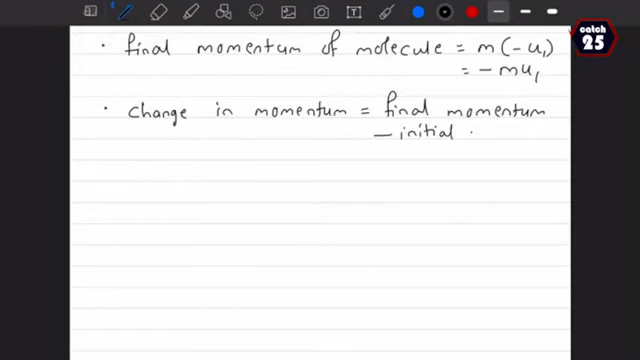 catch
25
· final momentum of molecule = m(-u₁)
= - mu₁
· change in momentum = final momentum
- initial